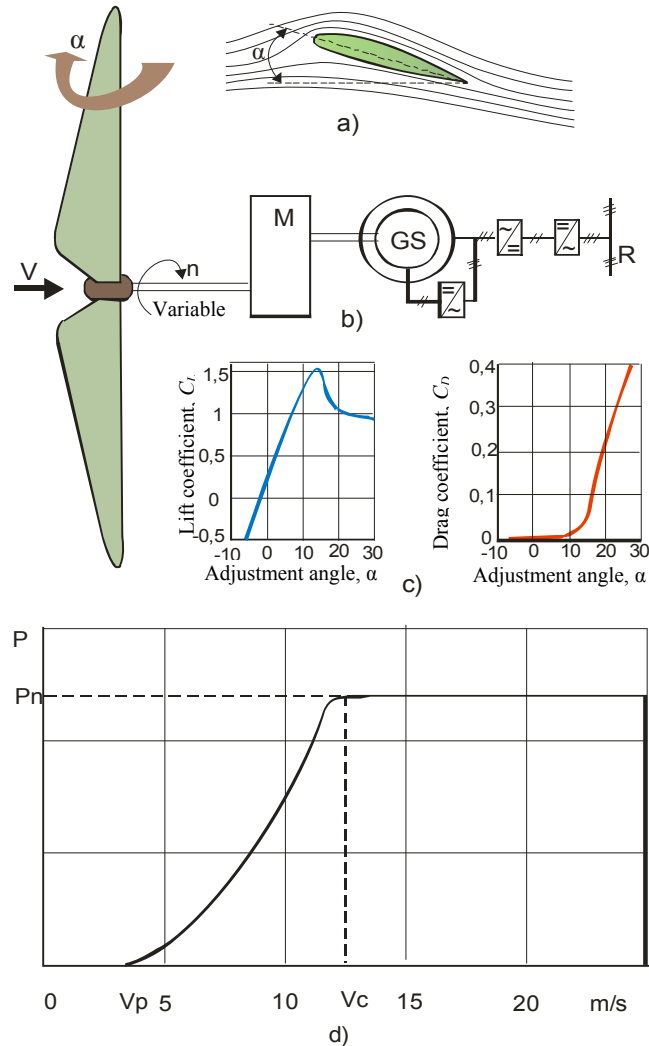 α
α
a)
M
GS
R
V
n
Variable
b)
~
=
=
~
=
~
Lift coefficient, C_L
1,5
1
0,5
0
-0,5
-10 0 10 20 30
Adjustment angle, α
Drag coefficient, C_D
0,4
0,3
0,2
0,1
0
-10 0 10 20 30
Adjustment angle, α
c)
P
Pn
0 Vp 5 10 Vc 15 20 m/s
d)